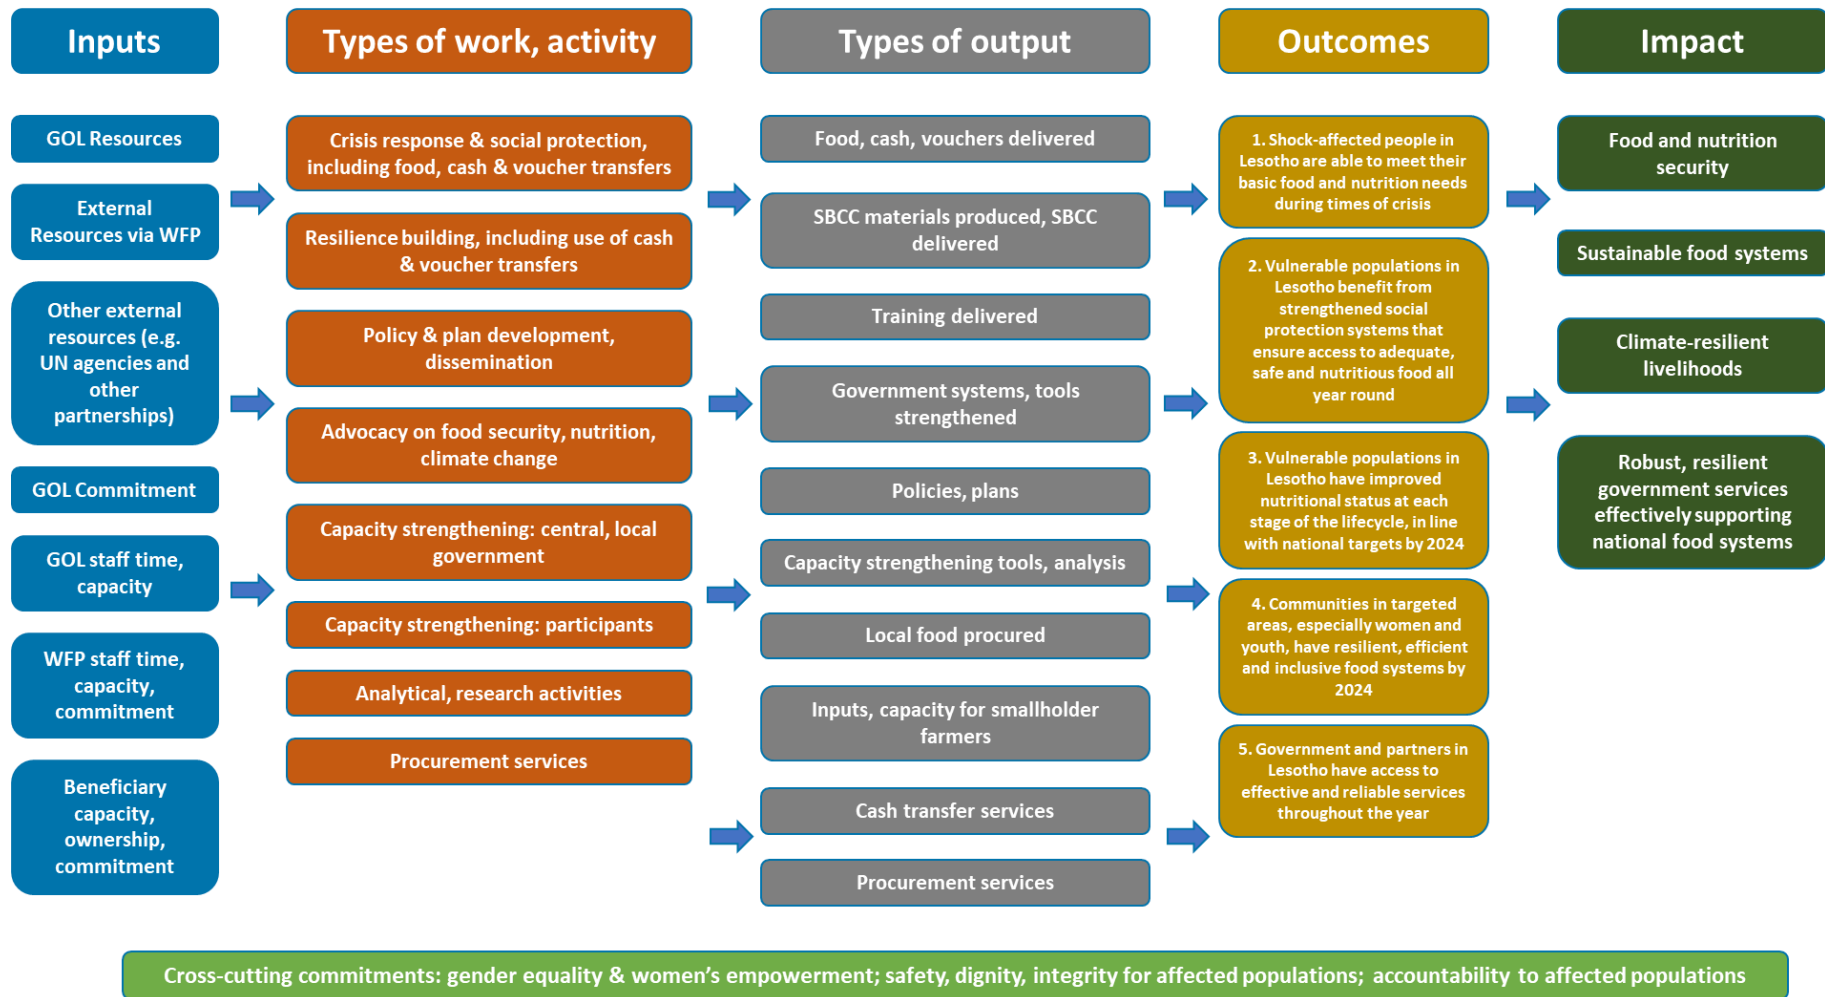 Inputs
Types of work, activity
Types of output
Outcomes
Impact
GOL Resources
External
Resources via WFP
Other external
resources (e.g.
UN agencies and
other
partnerships)
GOL Commitment
GOL staff time,
capacity
WFP staff time,
capacity,
commitment
Beneficiary
capacity,
ownership,
commitment
Crisis response & social protection,
including food, cash & voucher transfers
Resilience building, including use of cash
& voucher transfers
Policy & plan development,
dissemination
Advocacy on food security, nutrition,
climate change
Capacity strengthening: central, local
government
Capacity strengthening: participants
Analytical, research activities
Procurement services
Food, cash, vouchers delivered
SBCC materials produced, SBCC
delivered
Training delivered
Government systems, tools
strengthened
Policies, plans
Capacity strengthening tools, analysis
Local food procured
Inputs, capacity for smallholder
farmers
Cash transfer services
Procurement services
1. Shock-affected people in
Lesotho are able to meet their
basic food and nutrition needs
during times of crisis
2. Vulnerable populations in
Lesotho benefit from
strengthened social
protection systems that
ensure access to adequate,
safe and nutritious food all
year round
3. Vulnerable populations in
Lesotho have improved
nutritional status at each
stage of the lifecycle, in line
with national targets by 2024
4. Communities in targeted
areas, especially women and
youth, have resilient, efficient
and inclusive food systems by
2024
5. Government and partners in
Lesotho have access to
effective and reliable services
throughout the year
Food and nutrition
security
Sustainable food systems
Climate-resilient
livelihoods
Robust, resilient
government services
effectively supporting
national food systems
Cross-cutting commitments: gender equality & women’s empowerment; safety, dignity, integrity for affected populations; accountability to affected populations